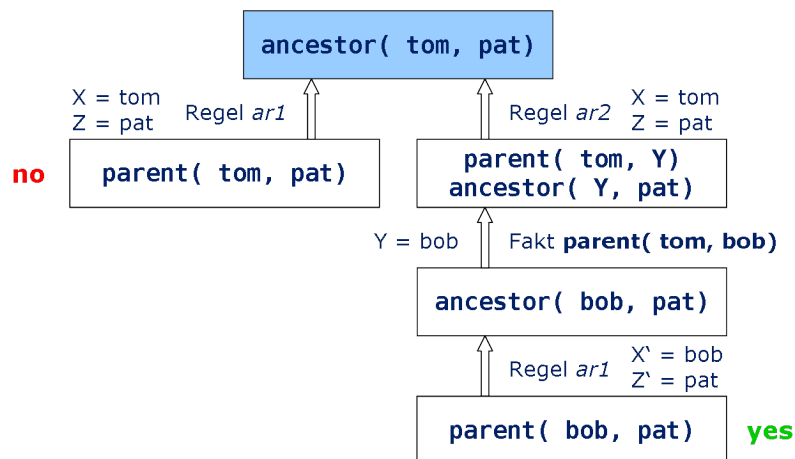 ancestor( tom, pat)
X = tom
Z = pat
Regel ar1
Regel ar2
X = tom
Z = pat
no
parent( tom, pat)
parent( tom, Y)
ancestor( Y, pat)
Y = bob
Fakt parent( tom, bob)
ancestor( bob, pat)
Regel ar1
X‘ = bob
Z‘ = pat
parent( bob, pat)
yes